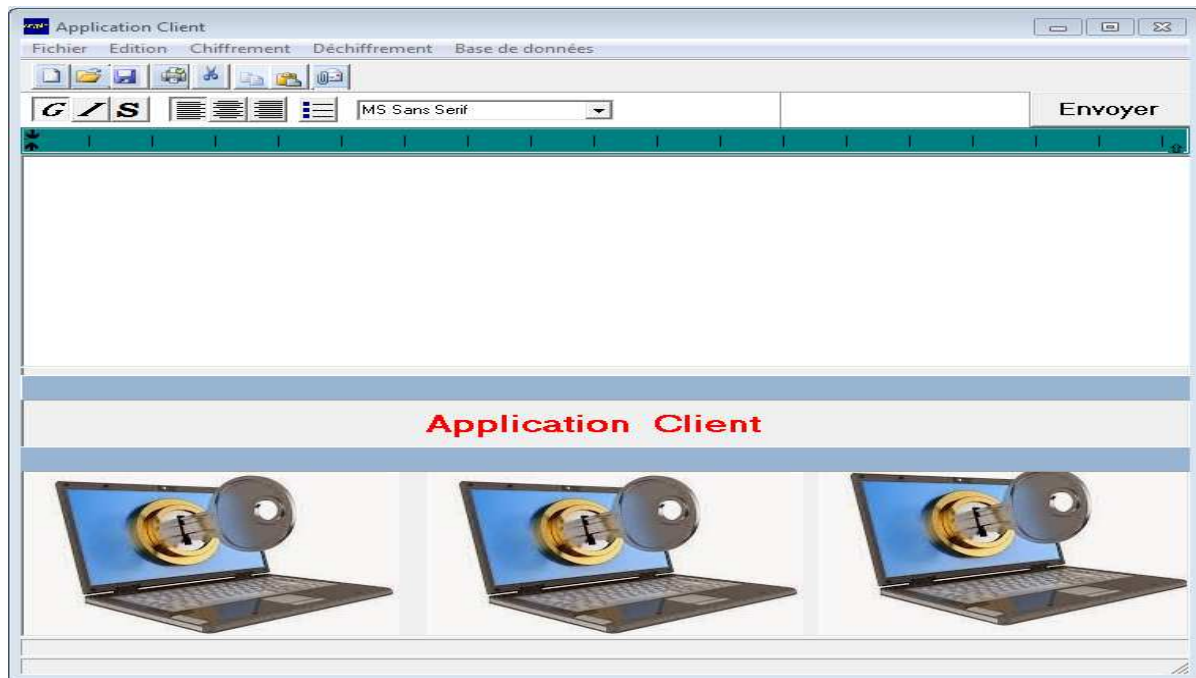 Application Client
Fichier Edition Chiffrement Déchiffrement Base de données
G I S MS Sans Serif Envoyer
Application Client